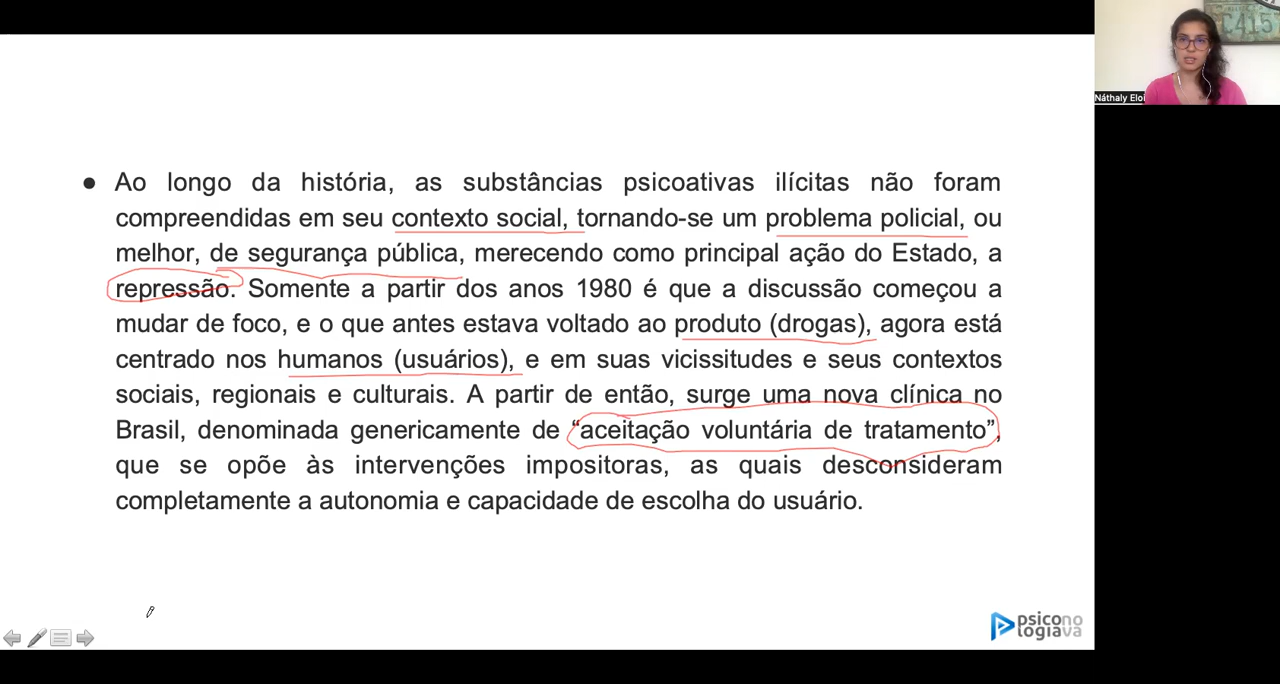 C415
Náthaly Eloi
● Ao longo da história, as substâncias psicoativas ilícitas não foram
compreendidas em seu contexto social, tornando-se um problema policial, ou
melhor, de segurança pública, merecendo como principal ação do Estado, a
repressão. Somente a partir dos anos 1980 é que a discussão começou a
mudar de foco, e o que antes estava voltado ao produto (drogas), agora está
centrado nos humanos (usuários), e em suas vicissitudes e seus contextos
sociais, regionais e culturais. A partir de então, surge uma nova clínica no
Brasil, denominada genericamente de “aceitação voluntária de tratamento”,
que se opõe às intervenções impositoras, as quais desconsideram
completamente a autonomia e capacidade de escolha do usuário.
psicono
logiava